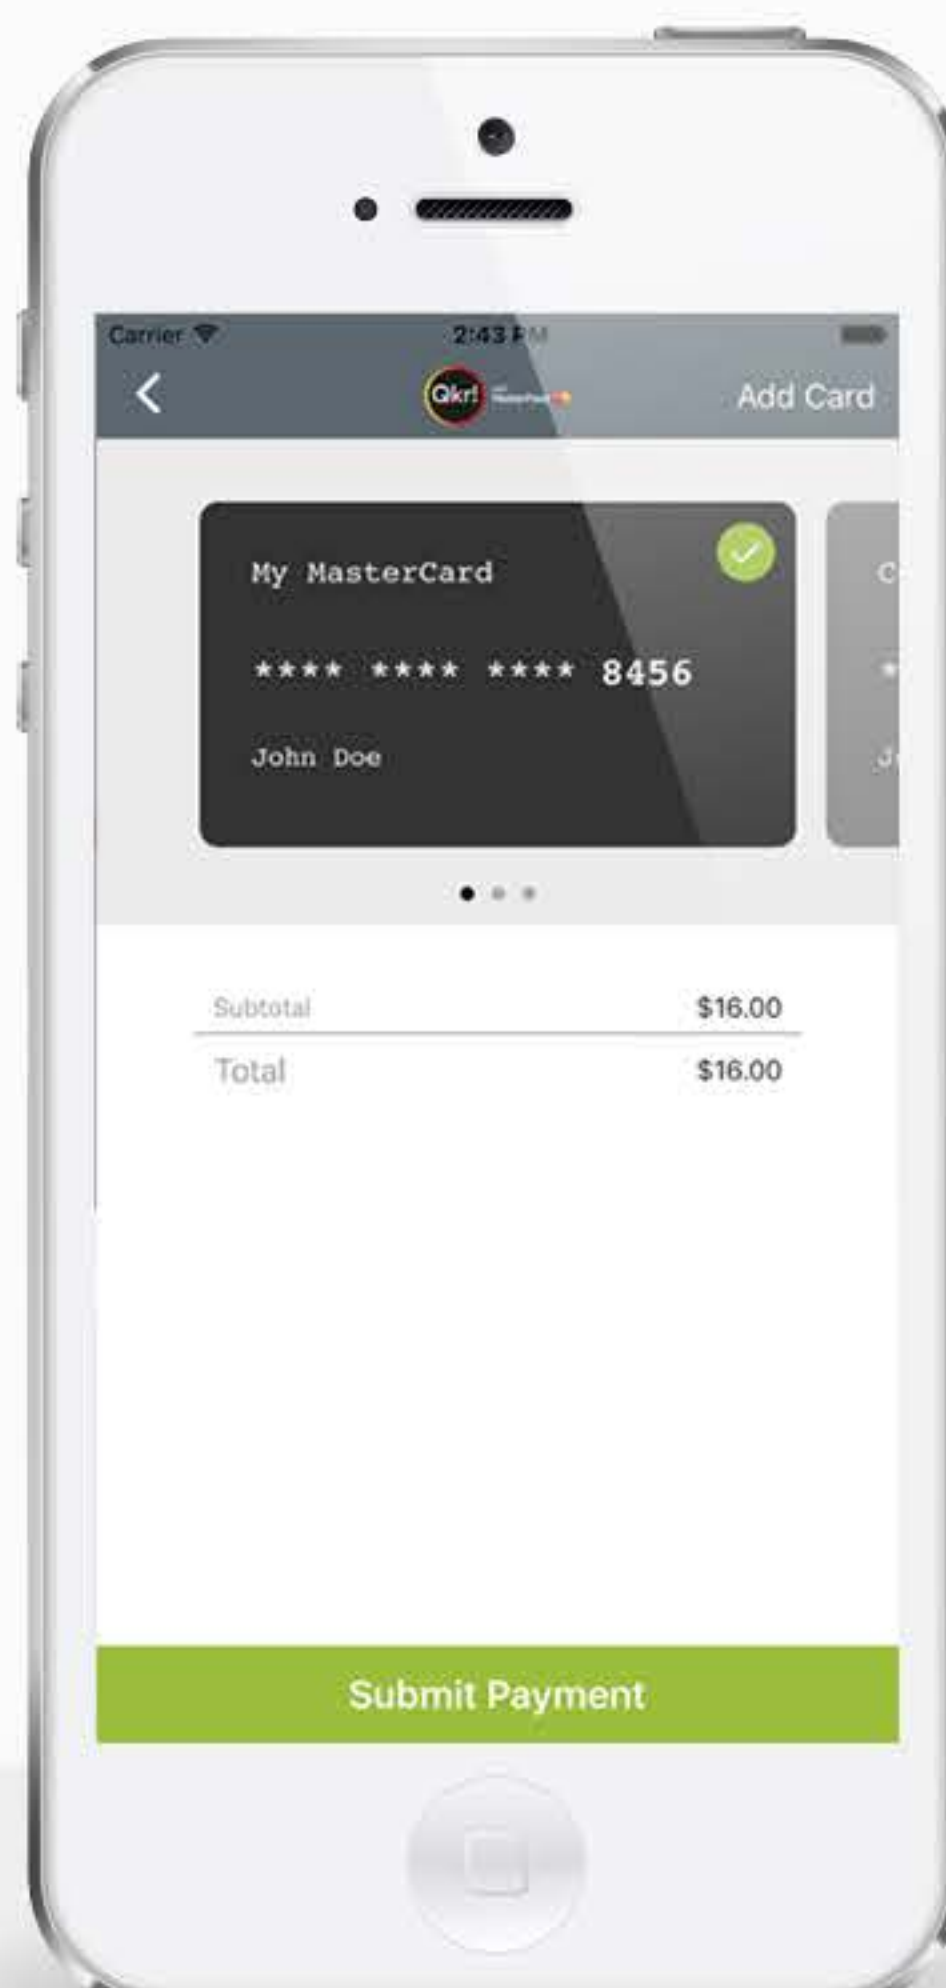 Carrier 2:43 PM
Qkr! Add Card
My MasterCard
**** **** **** 8456
John Doe
Subtotal $16.00
Total $16.00
Submit Payment